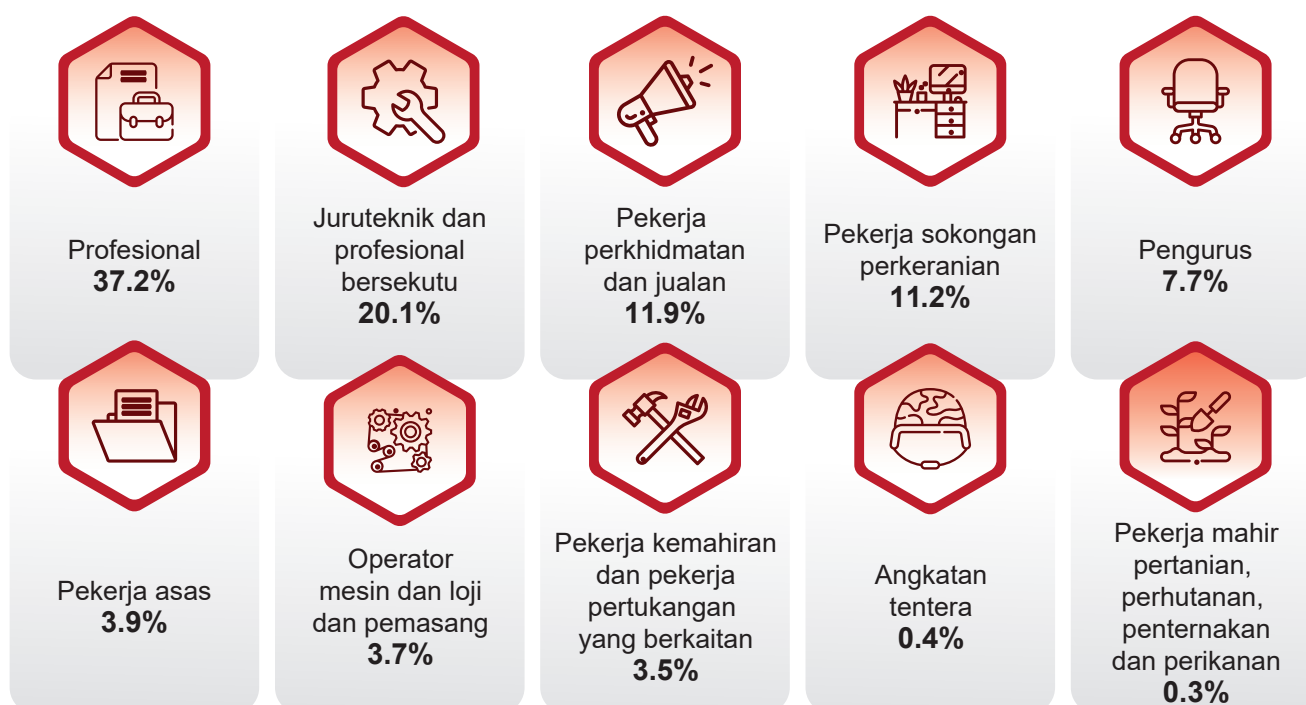 Profesional
37.2%
Juruteknik dan
profesional
bersekutu
20.1%
Pekerja
perkhidmatan
dan jualan
11.9%
Pekerja sokongan
perkeranian
11.2%
Pengurus
7.7%
Pekerja asas
3.9%
Operator
mesin dan loji
dan pemasang
3.7%
Pekerja kemahiran
dan pekerja
pertukangan
yang berkaitan
3.5%
Angkatan
tentera
0.4%
Pekerja mahir
pertanian,
perhutanan,
penternakan
dan perikanan
0.3%